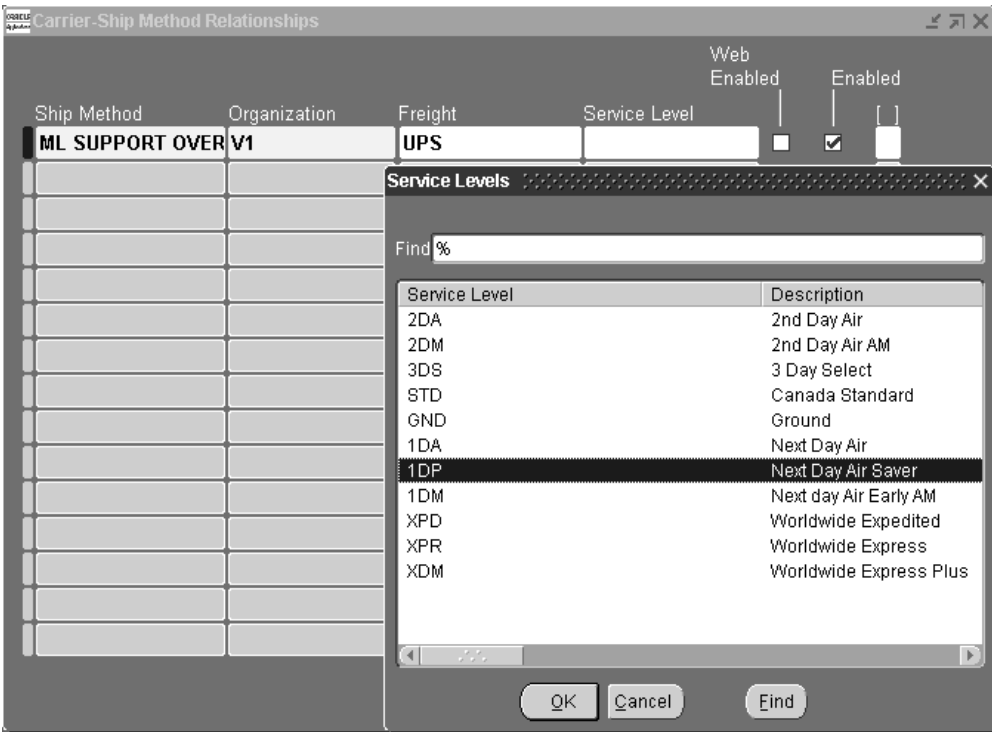 ORACLE
Applications
Carrier-Ship Method Relationships
Web
Enabled Enabled
Ship Method Organization Freight Service Level [ ]
ML SUPPORT OVER V1 UPS
Service Levels
Find %
Service Level Description
2DA 2nd Day Air
2DM 2nd Day Air AM
3DS 3 Day Select
STD Canada Standard
GND Ground
1DA Next Day Air
1DP Next Day Air Saver
1DM Next day Air Early AM
XPD Worldwide Expedited
XPR Worldwide Express
XDM Worldwide Express Plus
OK Cancel Find